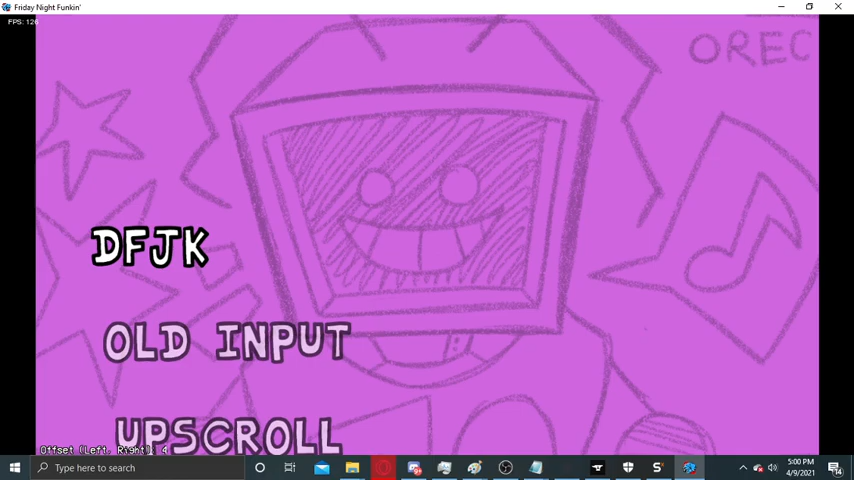 Friday Night Funkin'
FPS: 126
OREC
DFJK
OLD INPUT
UPSCROLL
Offset (Left, Right): 4
Type here to search
5:00 PM
4/9/2021
14